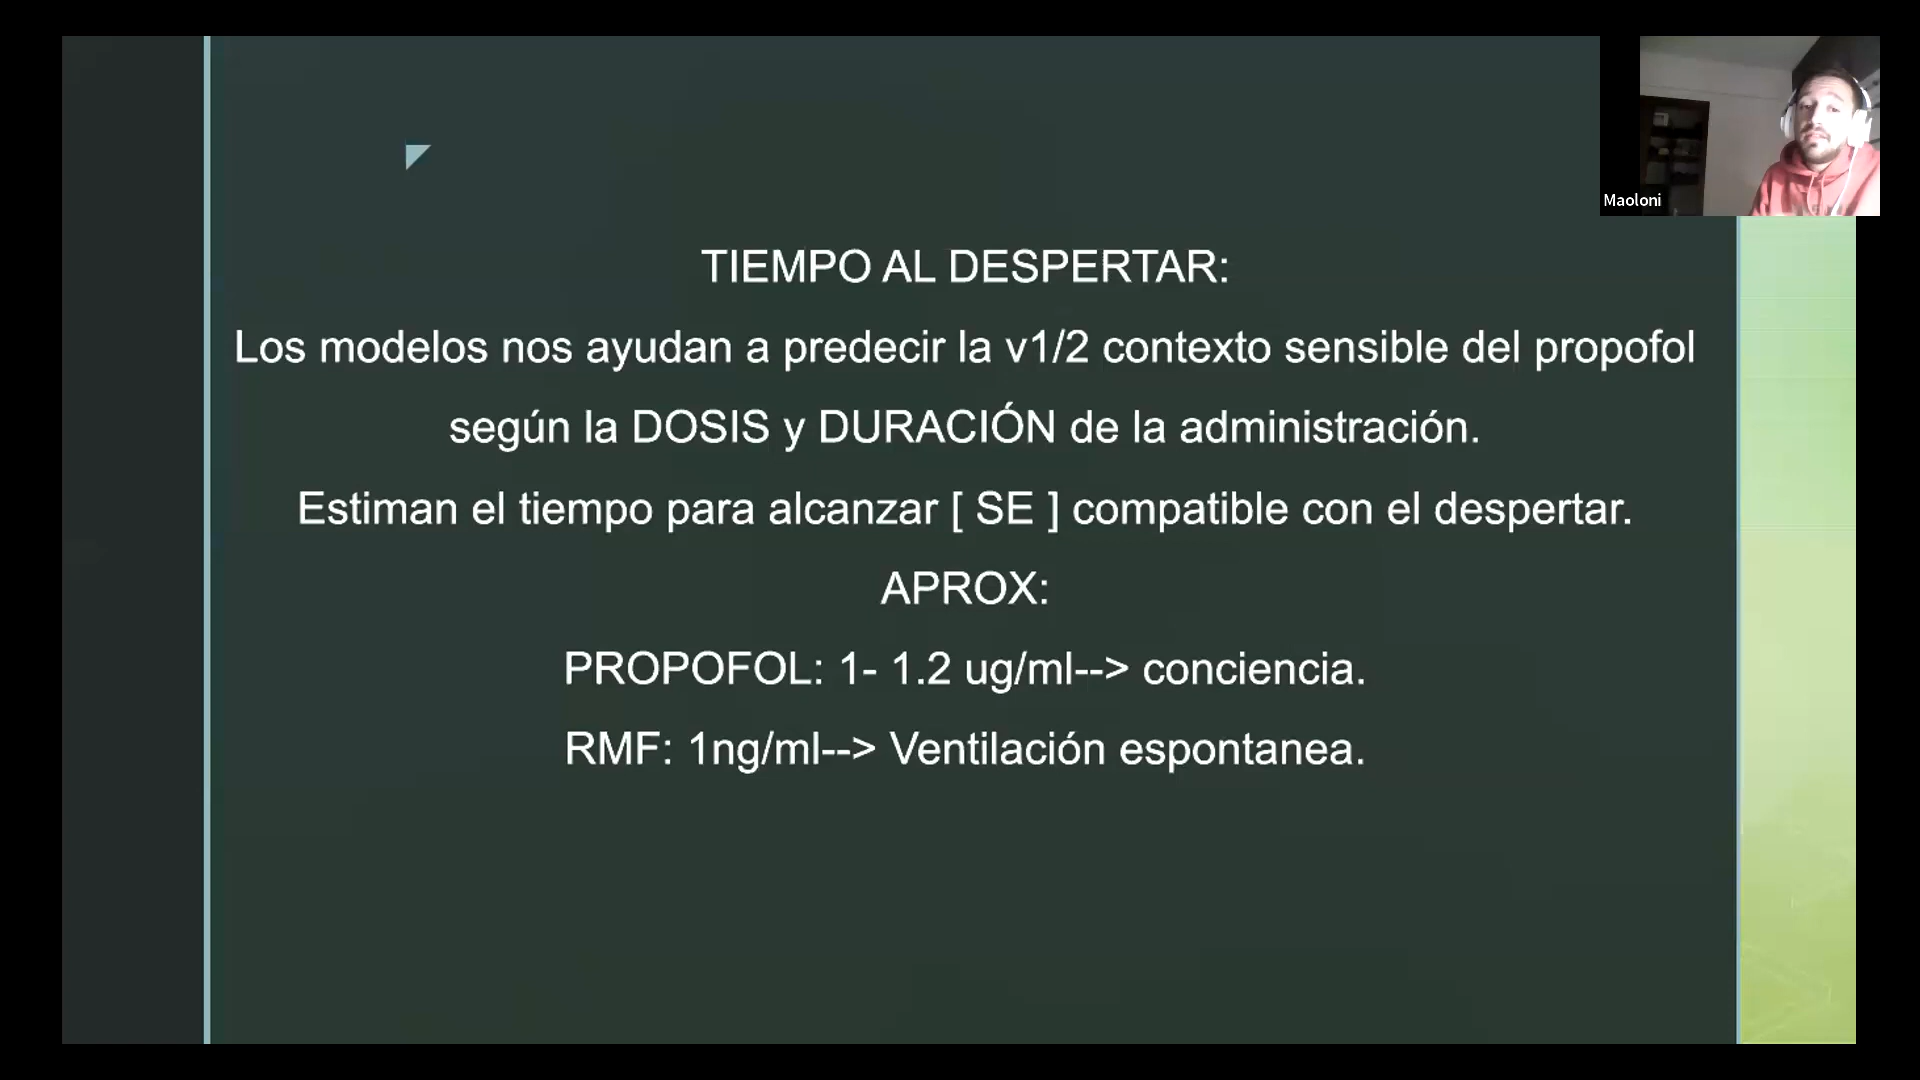 Maoloni
TIEMPO AL DESPERTAR:
Los modelos nos ayudan a predecir la v1/2 contexto sensible del propofol
según la DOSIS y DURACIÓN de la administración.
Estiman el tiempo para alcanzar [ SE ] compatible con el despertar.
APROX:
PROPOFOL: 1- 1.2 ug/ml--> conciencia.
RMF: 1ng/ml--> Ventilación espontanea.